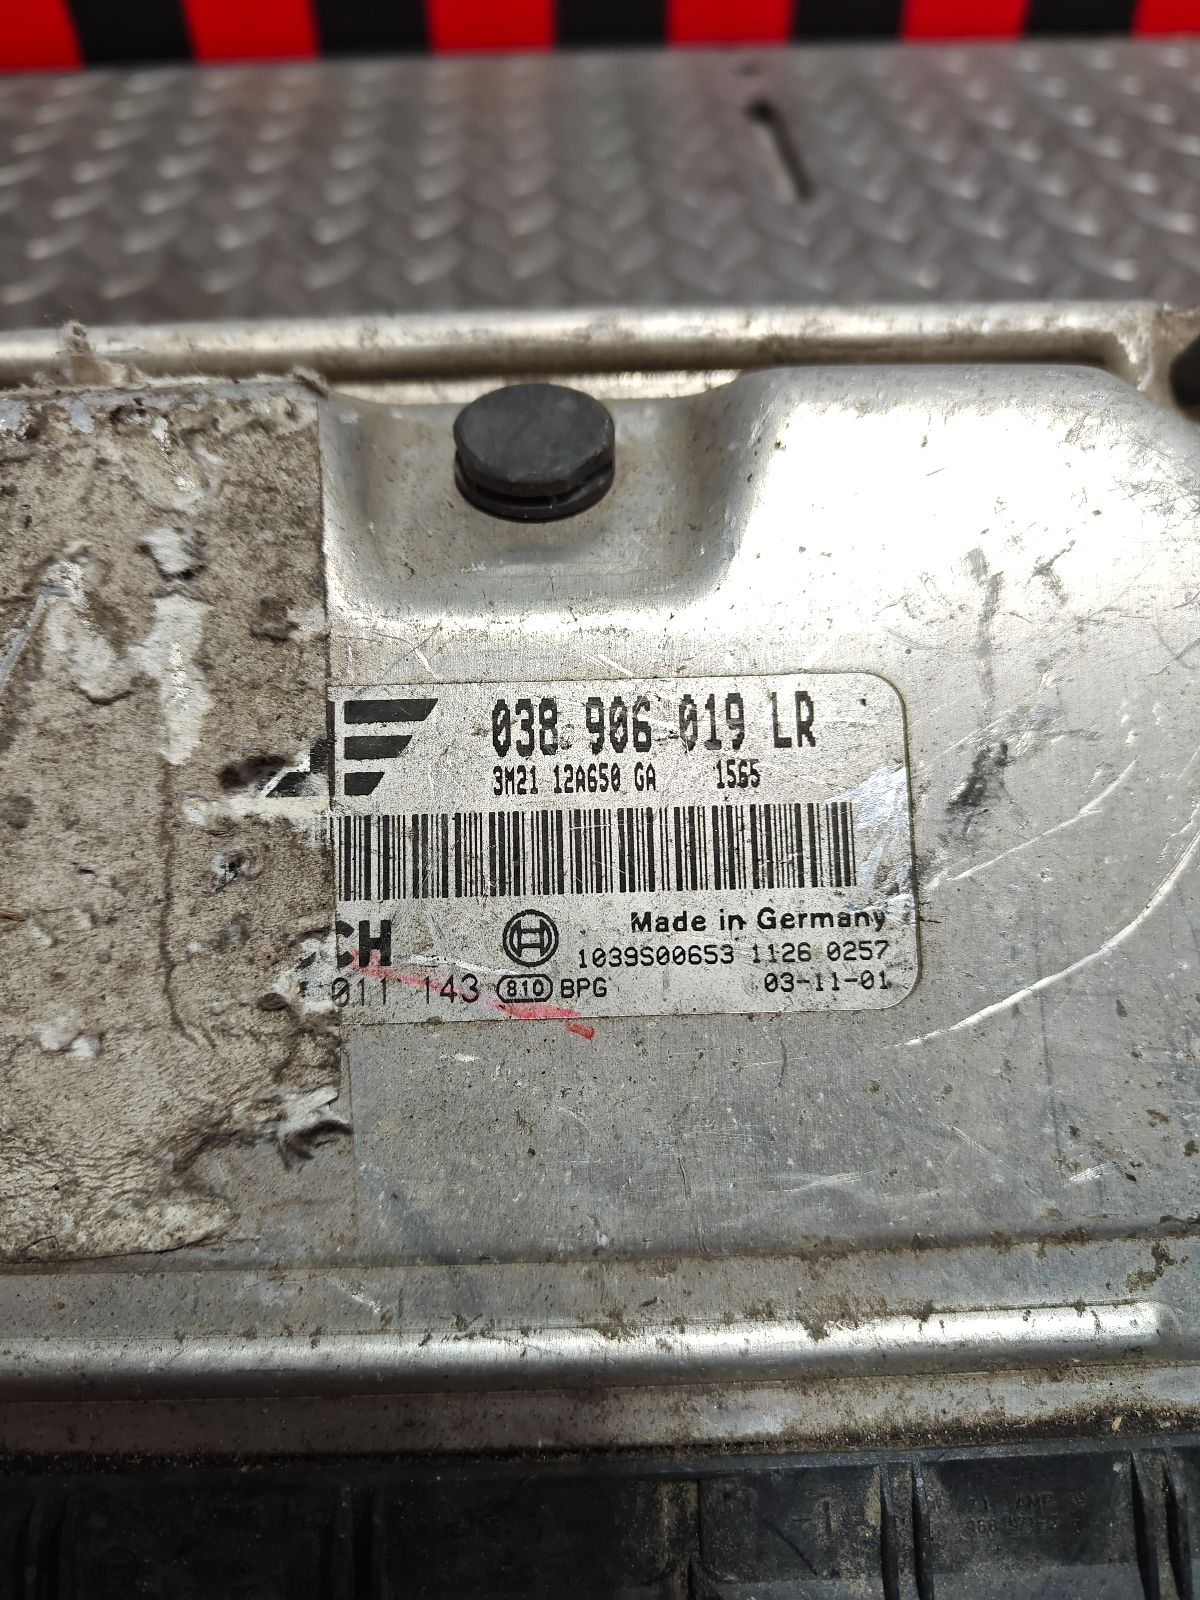 038 906 019 LR
3M21 12A650 GA 1565
CH
Made in Germany
1039S00653 1126 0257
011 143 810 BPG 03-11-01